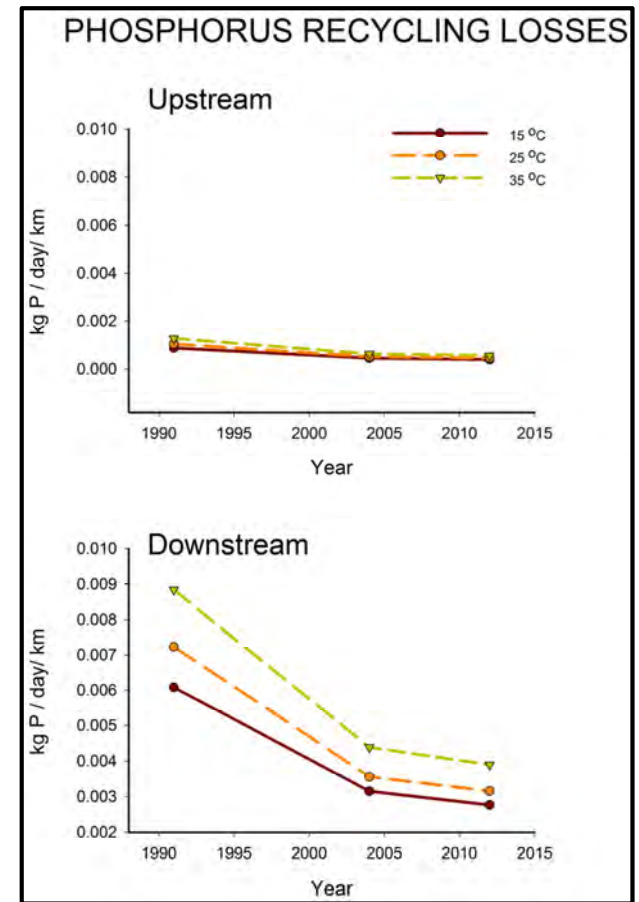 PHOSPHORUS RECYCLING LOSSES
Upstream
15 ⁰C
25 ⁰C
35 ⁰C
0.010
0.008
0.006
0.004
0.002
0.000
kg P / day/ km
1990 1995 2000 2005 2010 2015
Year
Downstream
0.010
0.009
0.008
0.007
0.006
0.005
0.004
0.003
0.002
kg P / day/ km
1990 1995 2000 2005 2010 2015
Year